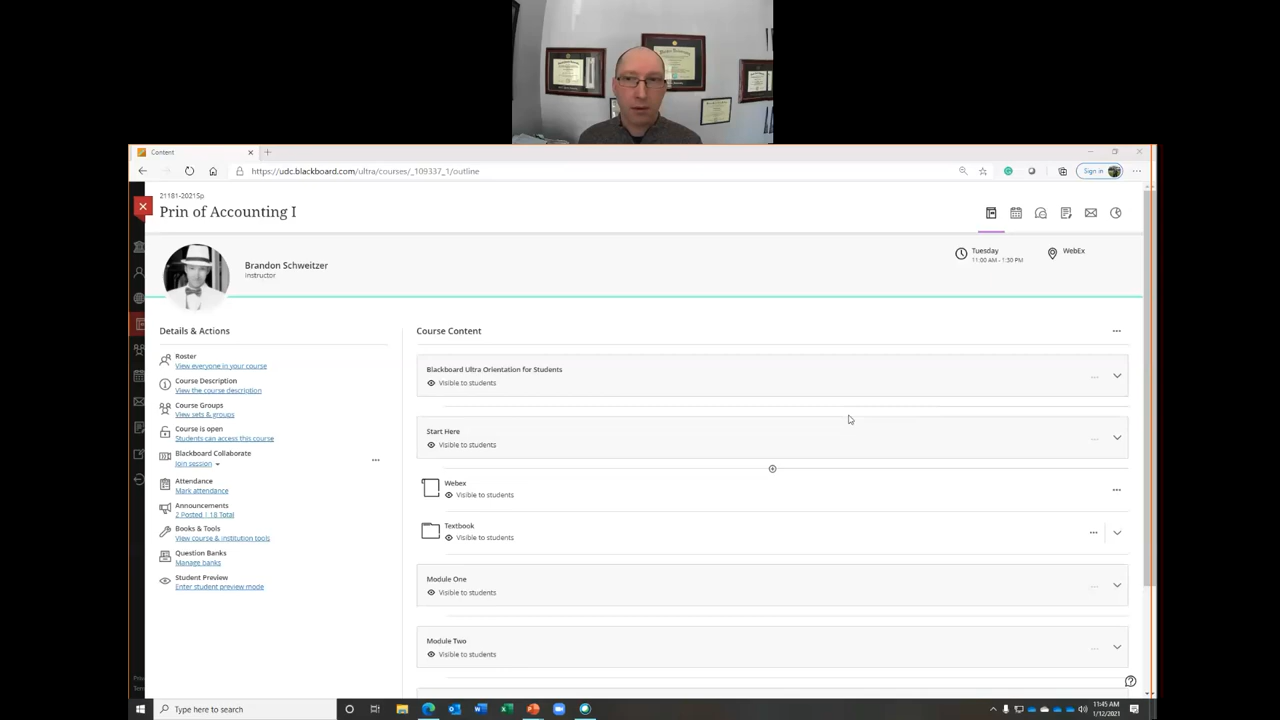 Content
https://udc.blackboard.com/ultra/courses/_109337_1/outline
Sign in
21181-2021Sp
Prin of Accounting I
Brandon Schweitzer
Instructor
Tuesday
11:00 AM - 1:30 PM
WebEx
Details & Actions
Roster
View everyone in your course
Course Description
View the course description
Course Groups
View sets & groups
Course is open
Students can access this course
Blackboard Collaborate
Join session
Attendance
Mark attendance
Announcements
2 Posted | 18 Total
Books & Tools
View course & institution tools
Question Banks
Manage banks
Student Preview
Enter student preview mode
Course Content
Blackboard Ultra Orientation for Students
Visible to students
Start Here
Visible to students
Webex
Visible to students
Textbook
Visible to students
Module One
Visible to students
Module Two
Visible to students
Type here to search
11:45 AM
1/12/2021